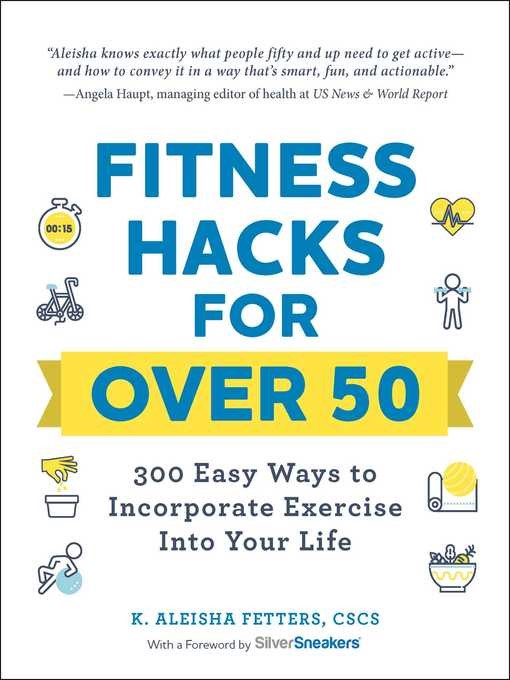 “Aleisha knows exactly what people fifty and up need to get active—
and how to convey it in a way that’s smart, fun, and actionable.”
—Angela Haupt, managing editor of health at US News & World Report
FITNESS
HACKS
FOR
OVER 50
00:15
300 Easy Ways to
Incorporate Exercise
Into Your Life
K. ALEISHA FETTERS, CSCS
With a Foreword by SilverSneakers®